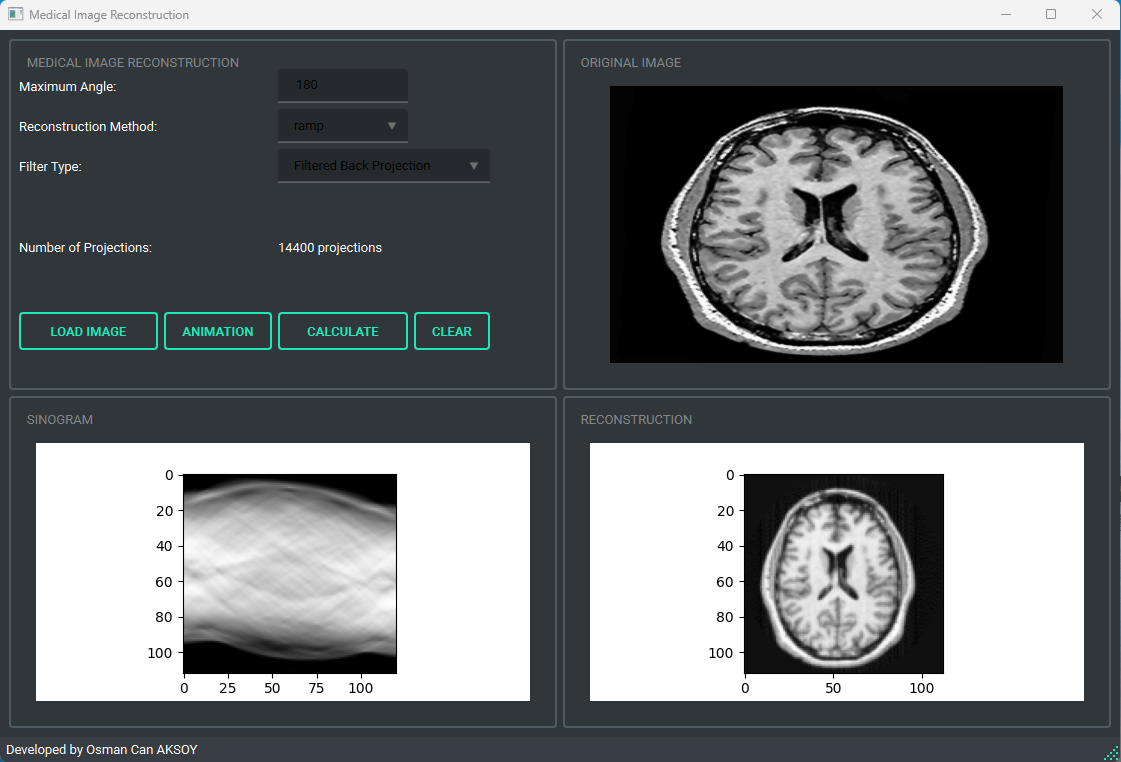 Medical Image Reconstruction
MEDICAL IMAGE RECONSTRUCTION
Maximum Angle: 180
Reconstruction Method: ramp
Filter Type: Filtered Back Projection
Number of Projections: 14400 projections
LOAD IMAGE ANIMATION CALCULATE CLEAR
ORIGINAL IMAGE
SINOGRAM
0
20
40
60
80
100
0 25 50 75 100
RECONSTRUCTION
0
20
40
60
80
100
0 50 100
Developed by Osman Can AKSOY